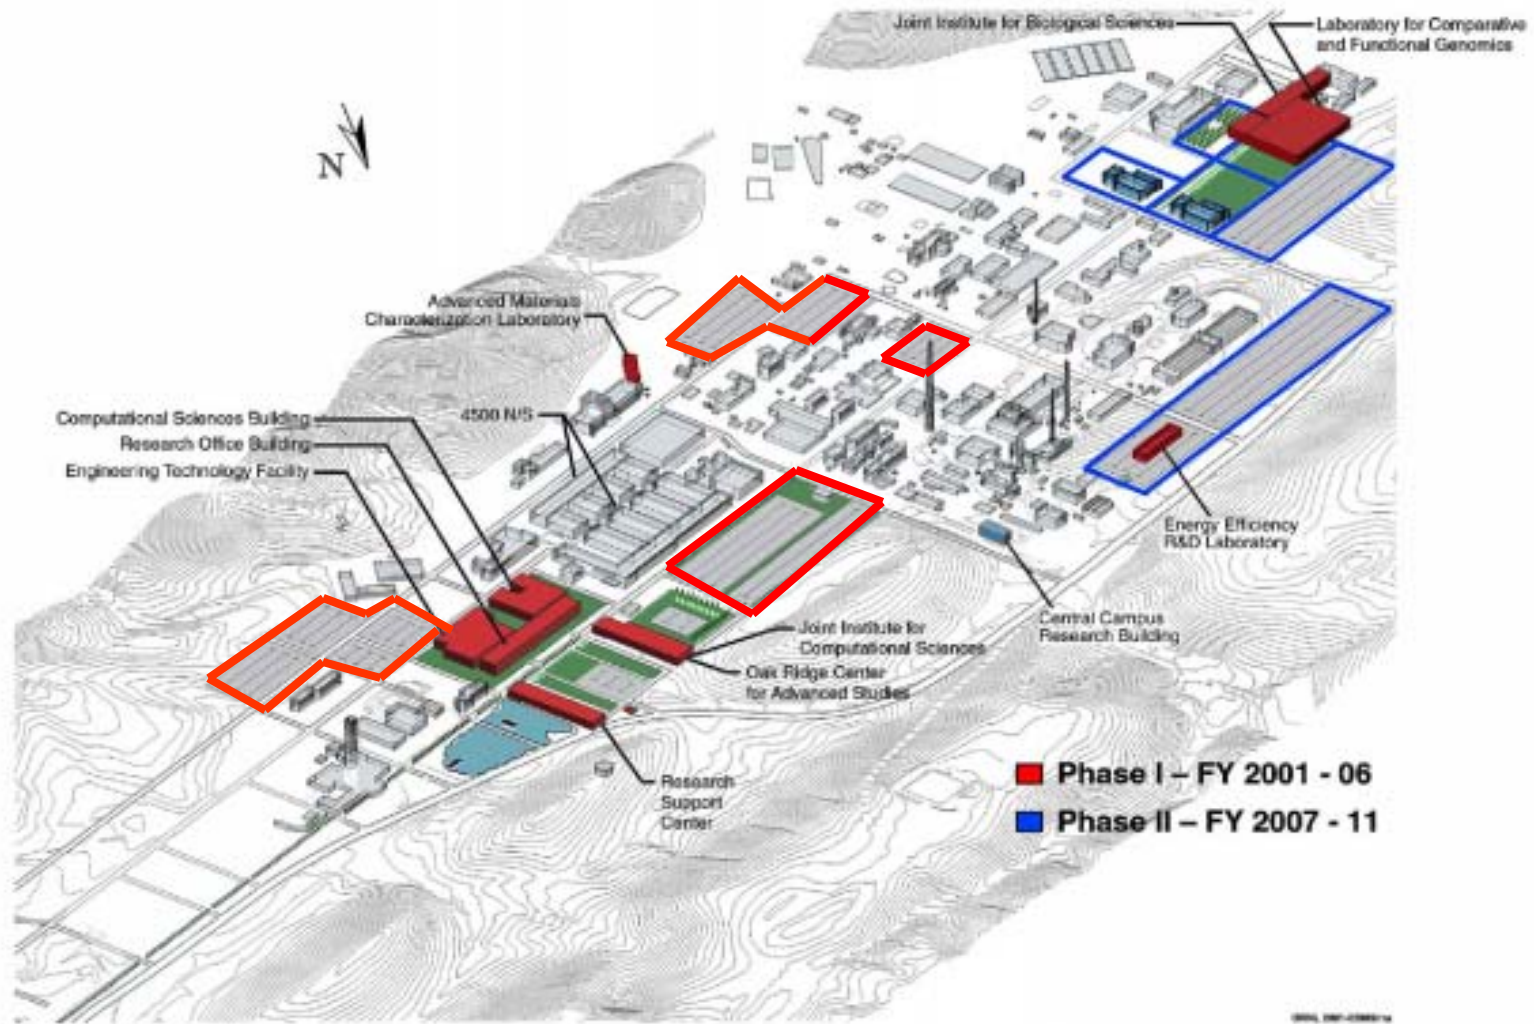 Joint Institute for Biological Sciences
Laboratory for Comparative
and Functional Genomics
N
Advanced Materials
Characterization Laboratory
Computational Sciences Building
4500 N/S
Research Office Building
Engineering Technology Facility
Energy Efficiency
R&D Laboratory
Central Campus
Research Building
Joint Institute for
Computational Sciences
Oak Ridge Center
for Advanced Studies
Research
Support
Center
Phase I – FY 2001 - 06
Phase II – FY 2007 - 11